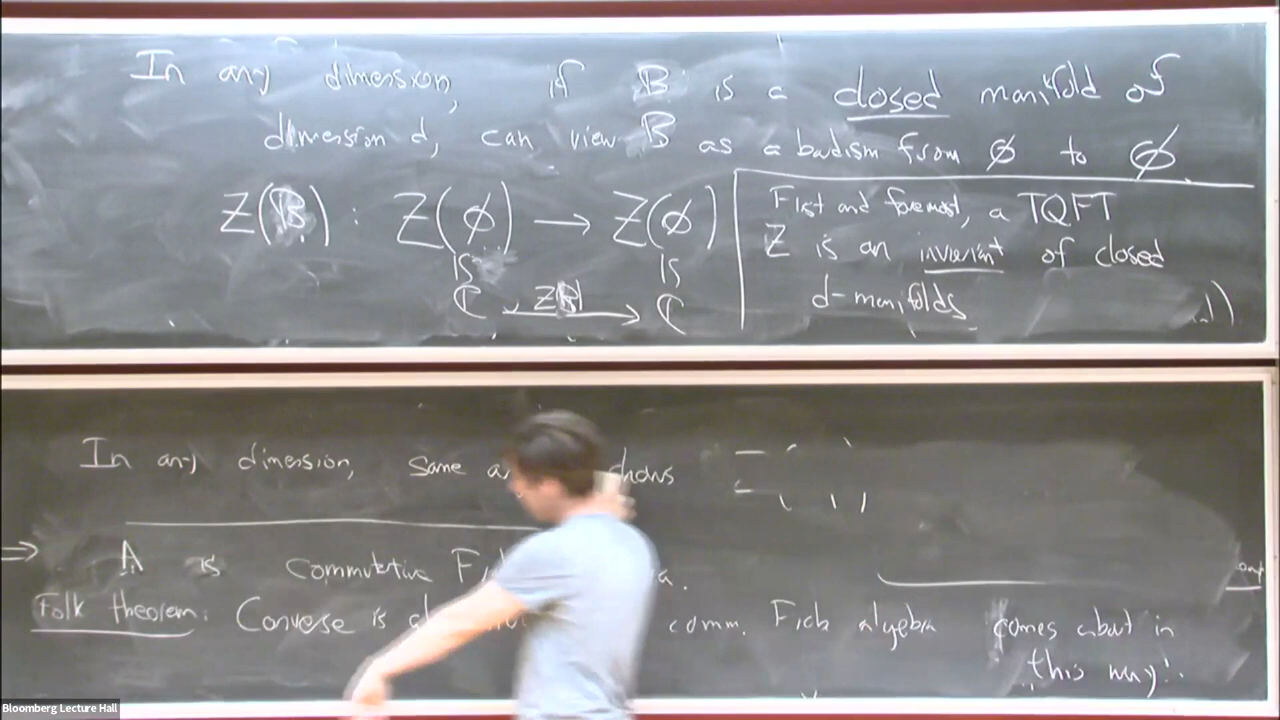 In any dimension, if B is a closed manifold of
dimension d, can view B as a bordism from ∅ to ∅
Z(B): Z(∅) → Z(∅)
ℂ Z(B) → ℂ
First and foremost, a TQFT
Z is an invariant of closed
d-manifolds
In any dimension, same shows
⇒ A is commutative
Folk theorem: Converse is comm. Frob algebra comes about in
this way!
Bloomberg Lecture Hall